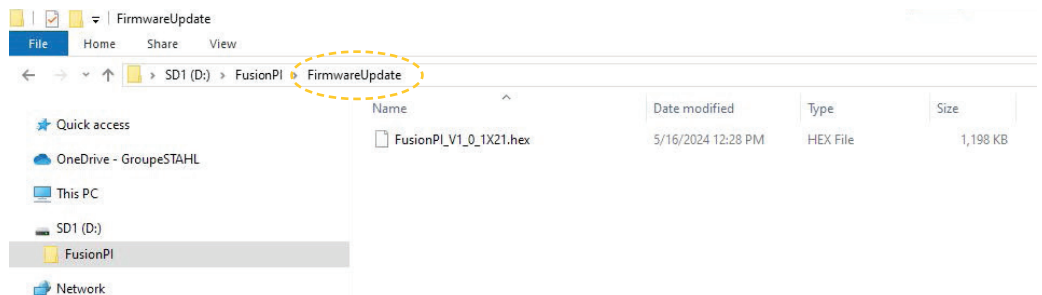 FirmwareUpdate
File Home Share View
SD1 (D:) > FusionPI > FirmwareUpdate
Name Date modified Type Size
Quick access
FusionPI_V1_0_1X21.hex 5/16/2024 12:28 PM HEX File 1,198 KB
OneDrive - GroupeSTAHL
This PC
SD1 (D:)
FusionPI
Network